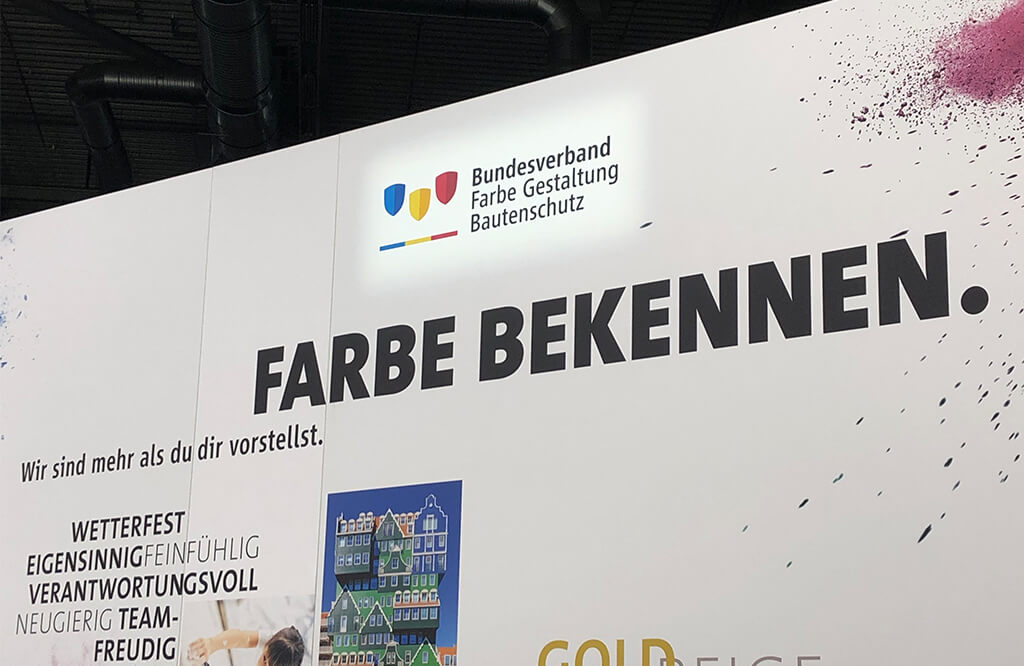 Bundesverband
Farbe Gestaltung
Bautenschutz
FARBE BEKENNEN.
Wir sind mehr als du dir vorstellst.
WETTERFEST
EIGENSINNIGFEINFÜHLIG
VERANTWORTUNGSVOLL
NEUGIERIG TEAM-
FREUDIG
GOLDBEIGE